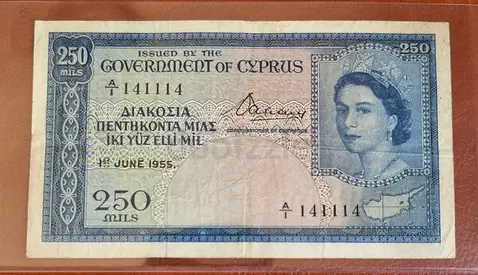 250
MILS
ISSUED BY THE
GOVERNMENT OF CYPRUS
250
A/1 141114
ΔΙΑΚΟΣΙΑ
ΠΕΝΤΗΚΟΝΤΑ ΜΙΛΣ
İKİ YÜZ ELLİ MİL
1ST JUNE 1955.
250
MILS
A/1 141114